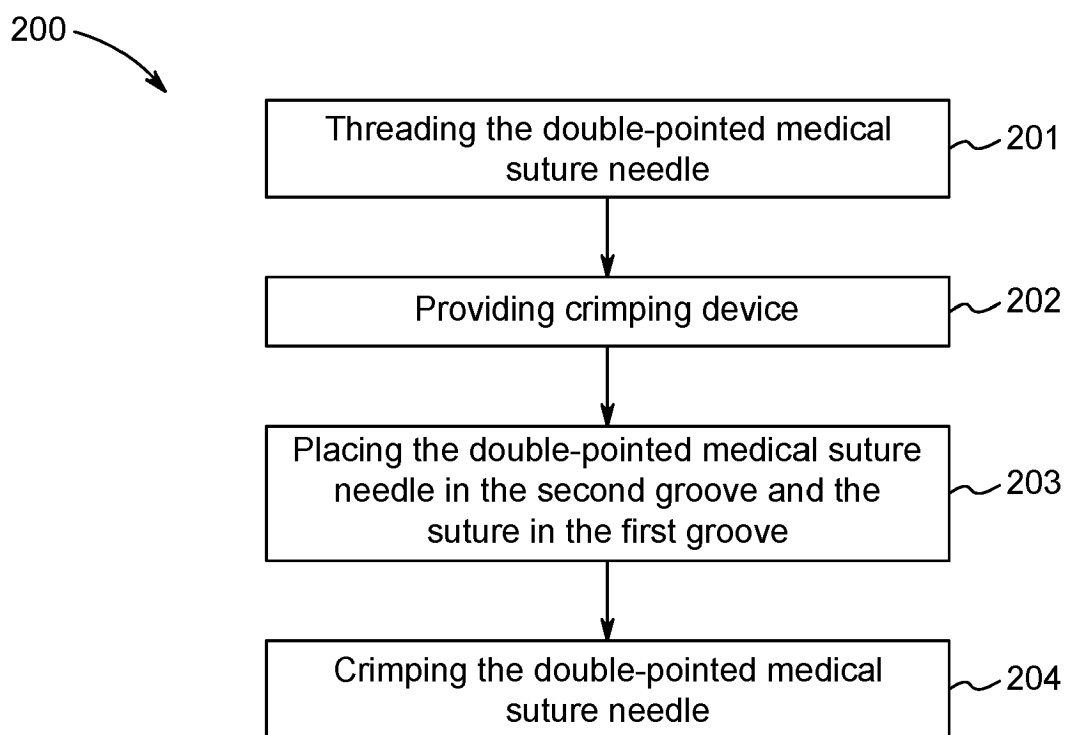 200
Threading the double-pointed medical
suture needle
201
Providing crimping device
202
Placing the double-pointed medical suture
needle in the second groove and the
suture in the first groove
203
Crimping the double-pointed medical
suture needle
204